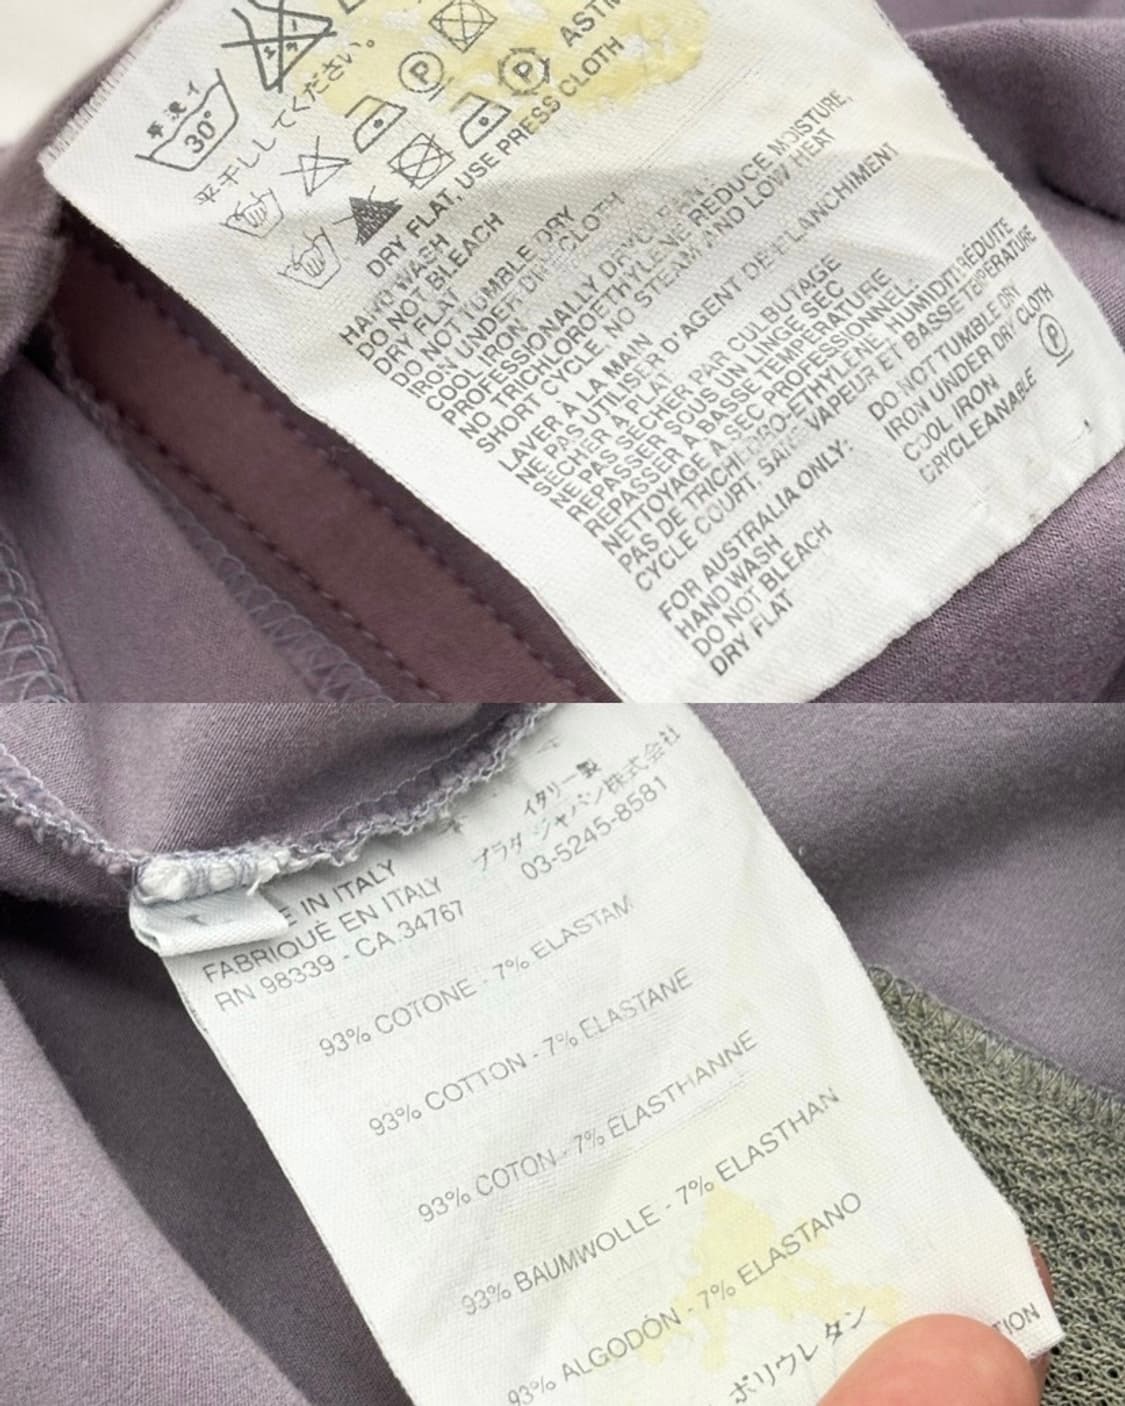 手洗イ
30°
平干ししてください。
P
P
ASTM
DRY FLAT, USE PRESS CLOTH
HAND WASH
DO NOT BLEACH
DRY FLAT
DO NOT TUMBLE DRY
IRON UNDER DRY CLOTH
COOL IRON
PROFESSIONALLY DRYCLEAN:
NO TRICHLOROETHYLENE, REDUCE MOISTURE,
SHORT CYCLE, NO STEAM AND LOW HEAT
LAVER A LA MAIN
NE PAS UTILISER D'AGENT DE BLANCHIMENT
SECHER A PLAT
NE PAS SECHER PAR CULBUTAGE
REPASSER SOUS UN LINGE SEC
REPASSER A BASSE TEMPERATURE
NETTOYAGE A SEC PROFESSIONNEL:
PAS DE TRICHLORO-ETHYLENE, HUMIDITÉ RÉDUITE
CYCLE COURT, SANS VAPEUR ET BASSE TEMPÉRATURE
FOR AUSTRALIA ONLY:
HAND WASH
DO NOT BLEACH
DRY FLAT
DO NOT TUMBLE DRY
IRON UNDER DRY CLOTH
COOL IRON
DRYCLEANABLE P
イタリー製
プラダ ジャパン株式会社
03-5245-8581
E IN ITALY
FABRIQUÉ EN ITALY
RN 98339 - CA 34767
93% COTONE - 7% ELASTAM
93% COTTON - 7% ELASTANE
93% COTON - 7% ELASTHANNE
93% BAUMWOLLE - 7% ELASTHAN
93% ALGODÓN - 7% ELASTANO
ポリウレタン
TION